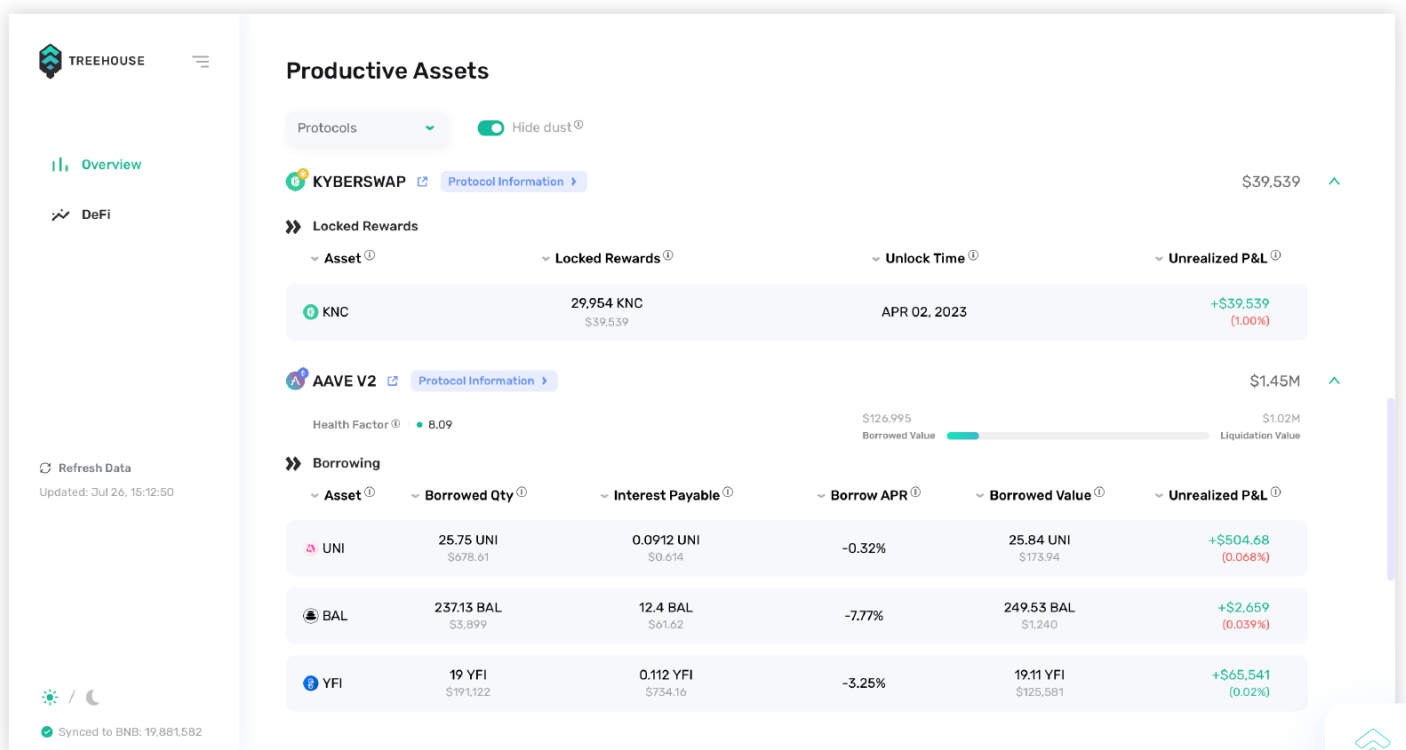 TREEHOUSE
Overview
DeFi
Refresh Data
Updated: Jul 26, 15:12:50
/
Synced to BNB: 19,881,582
Productive Assets
Protocols Hide dust
KYBERSWAP Protocol Information $39,539
Locked Rewards
Asset Locked Rewards Unlock Time Unrealized P&L
KNC 29,954 KNC APR 02, 2023 +$39,539
$39,539 (1.00%)
AAVE V2 Protocol Information $1.45M
Health Factor 8.09 $126,995 $1.02M
Borrowed Value Liquidation Value
Borrowing
Asset Borrowed Qty Interest Payable Borrow APR Borrowed Value Unrealized P&L
UNI 25.75 UNI 0.0912 UNI -0.32% 25.84 UNI +$504.68
$678.61 $0.614 $173.94 (0.068%)
BAL 237.13 BAL 12.4 BAL -7.77% 249.53 BAL +$2,659
$3,899 $61.62 $1,240 (0.039%)
YFI 19 YFI 0.112 YFI -3.25% 19.11 YFI +$65,541
$191,122 $734.16 $125,581 (0.02%)